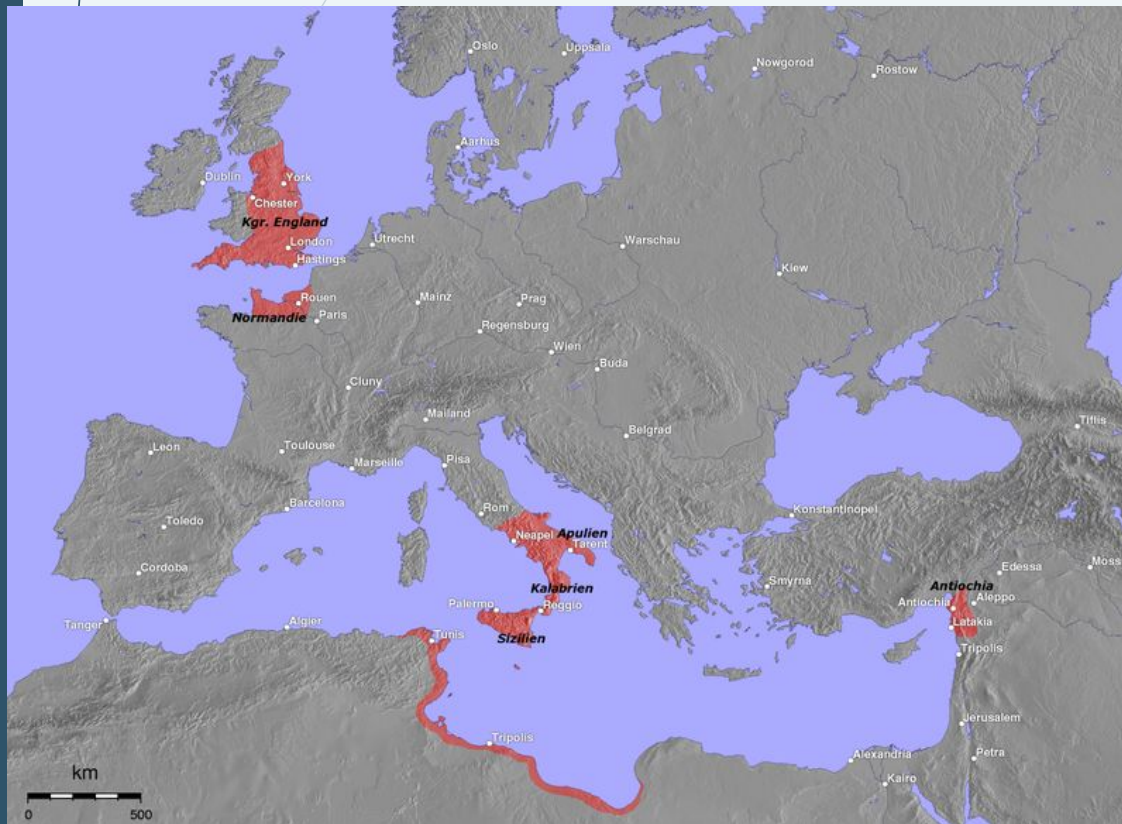 Oslo
Uppsala
Nowgorod
Rostow
Aarhus
Dublin
York
Chester
Kgr. England
London
Hastings
Utrecht
Warschau
Kiew
Rouen
Normandie
Paris
Mainz
Prag
Regensburg
Wien
Buda
Cluny
Mailand
Belgrad
Tiflis
León
Toulouse
Marseille
Pisa
Barcelona
Rom
Konstantinopel
Toledo
Neapel
Apulien
Tarent
Cordoba
Smyrna
Edessa
Moss
Kalabrien
Antiochia
Palermo
Reggio
Antiochia
Aleppo
Tanger
Algier
Tunis
Sizilien
Latakia
Tripolis
Jerusalem
Tripolis
Alexandria
Petra
Kairo
km
0
500